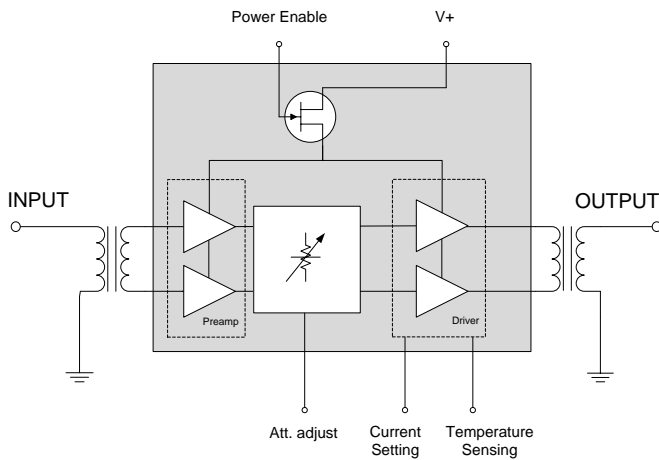 Power Enable
V+
INPUT
OUTPUT
Preamp
Driver
Att. adjust
Current
Setting
Temperature
Sensing